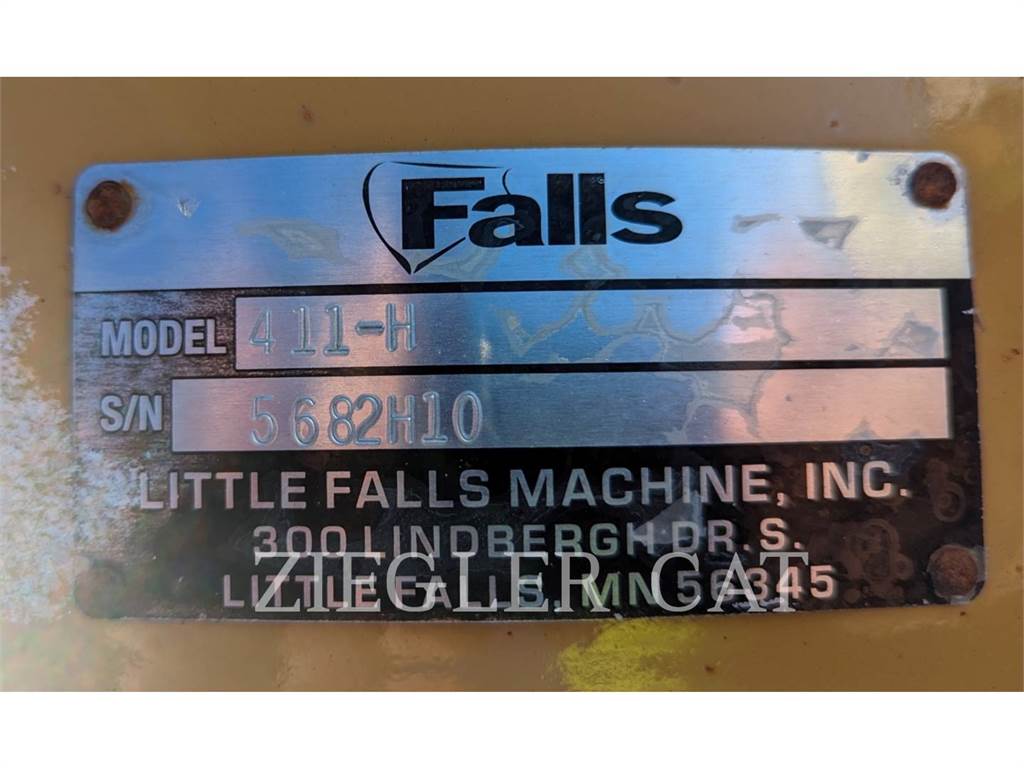 Falls
MODEL 411-H
S/N 5682H10
LITTLE FALLS MACHINE, INC.
300 LINDBERGH DR. S.
LITTLE FALLS, MN 56345
ZIEGLER CAT